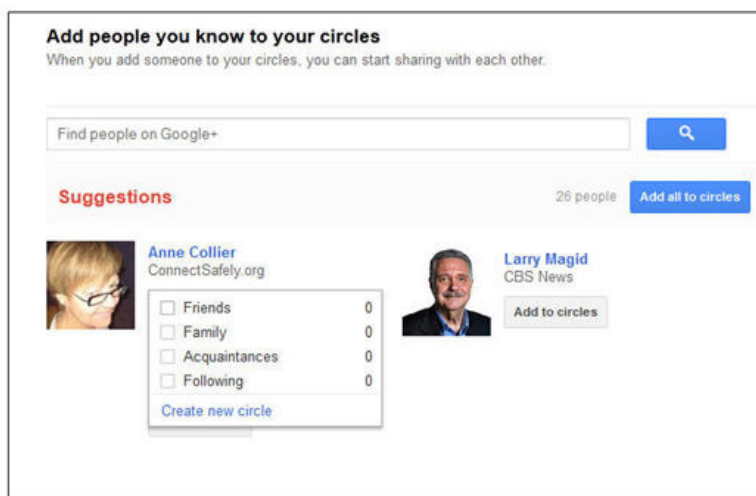 Add people you know to your circles
When you add someone to your circles, you can start sharing with each other.
Find people on Google+
Suggestions
26 people
Add all to circles
Anne Collier
ConnectSafely.org
Friends 0
Family 0
Acquaintances 0
Following 0
Create new circle
Larry Magid
CBS News
Add to circles